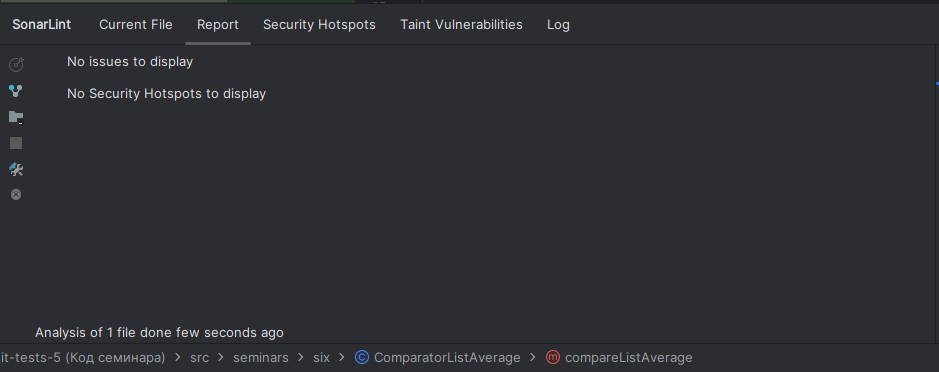 SonarLint Current File Report Security Hotspots Taint Vulnerabilities Log
No issues to display
No Security Hotspots to display
Analysis of 1 file done few seconds ago
it-tests-5 (Код семинара) > src > seminars > six > C ComparatorListAverage > m compareListAverage